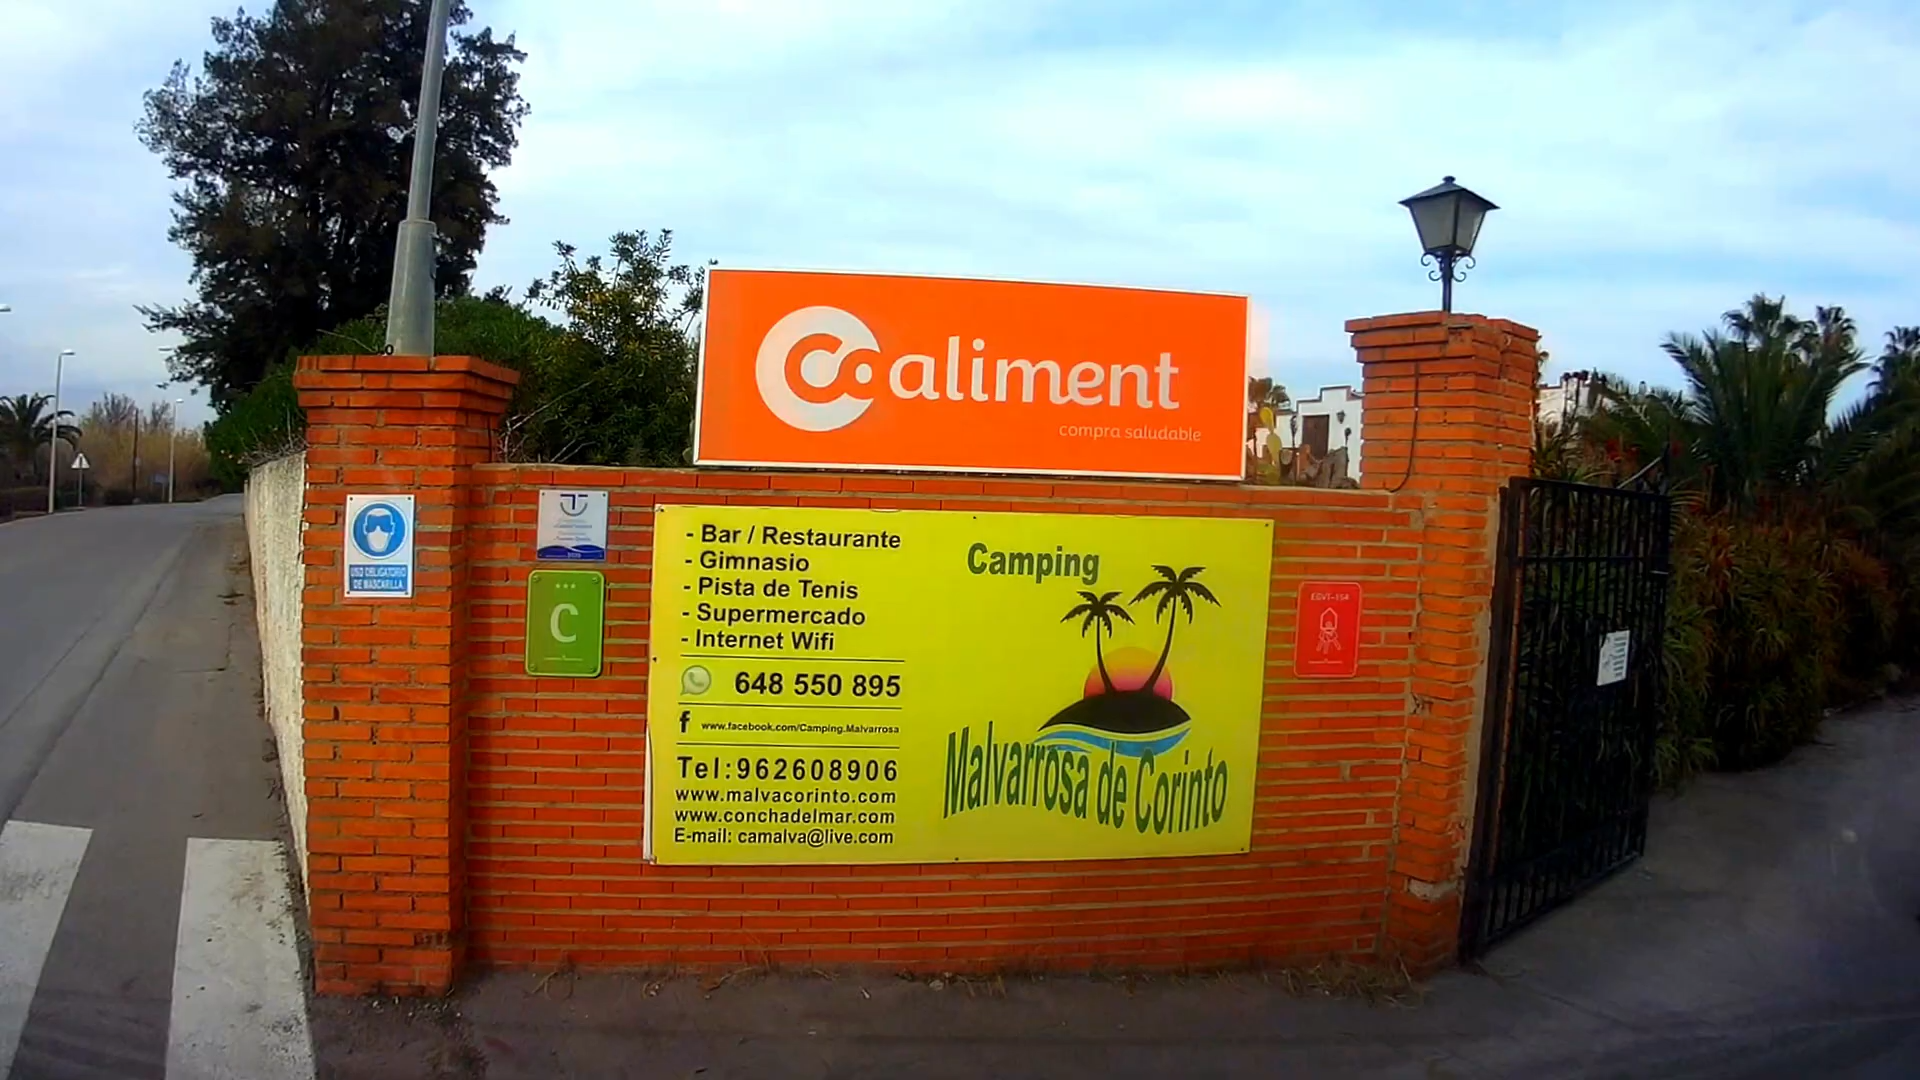 Coaliment
compra saludable
USO OBLIGATORIO
DE MASCARILLA
2020
C
- Bar / Restaurante
- Gimnasio
- Pista de Tenis
- Supermercado
- Internet Wifi
648 550 895
f www.facebook.com/Camping.Malvarrosa
Tel:962608906
www.malvacorinto.com
www.conchadelmar.com
E-mail: camalva@live.com
Camping
Malvarrosa de Corinto